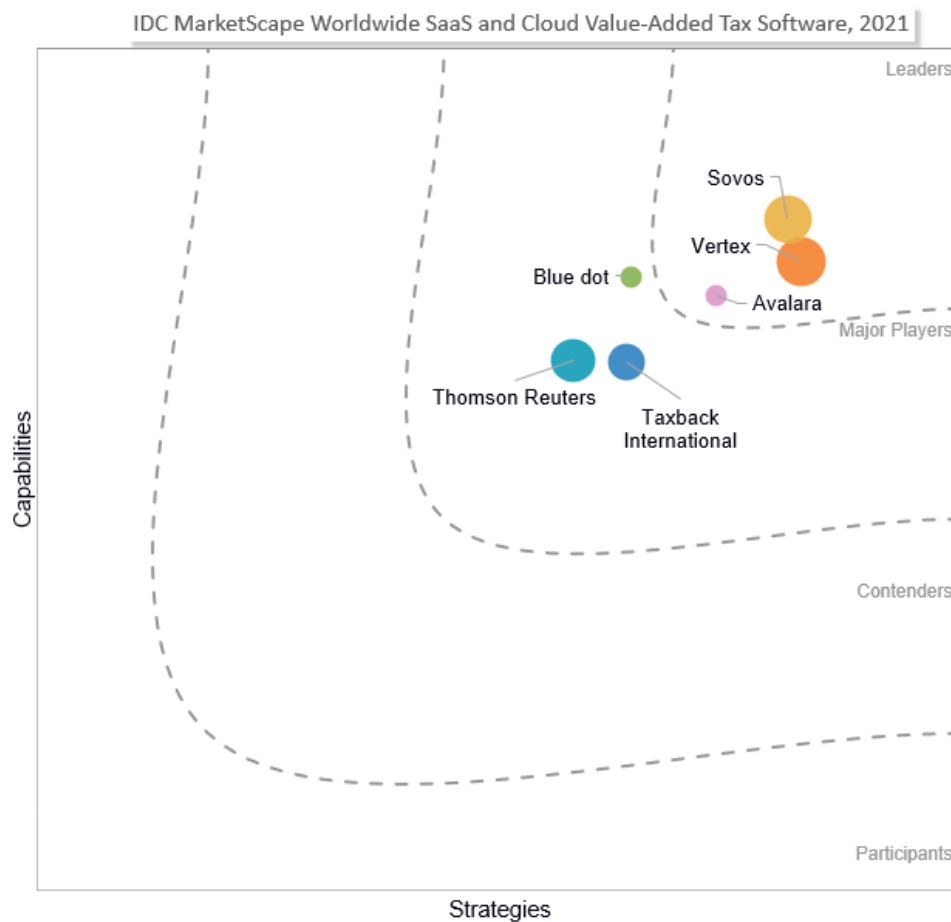 IDC MarketScape Worldwide SaaS and Cloud Value-Added Tax Software, 2021
Leaders
Sovos
Vertex
Blue dot
Avalara
Major Players
Thomson Reuters
Taxback
International
Capabilities
Contenders
Participants
Strategies